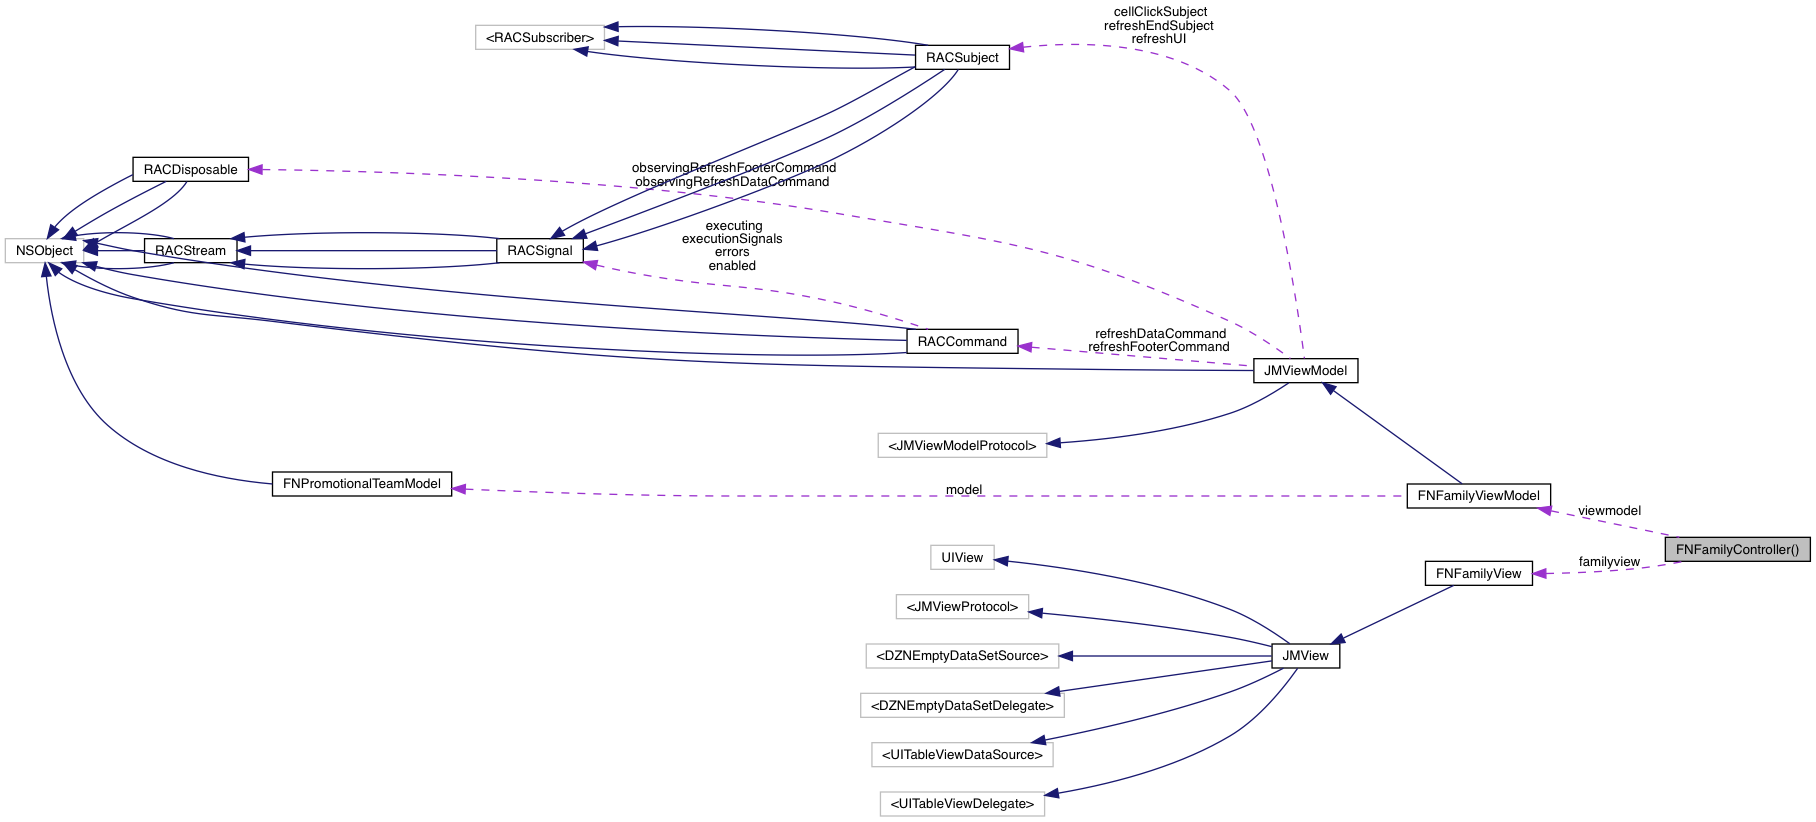 cellClickSubject
refreshEndSubject
refreshUI
<RACSubscriber>
RACSubject
RACDisposable
observingRefreshFooterCommand
observingRefreshDataCommand
executing
executionSignals
errors
enabled
NSObject
RACStream
RACSignal
RACCommand
refreshDataCommand
refreshFooterCommand
JMViewModel
<JMViewModelProtocol>
FNPromotionalTeamModel
model
FNFamilyViewModel
viewmodel
FNFamilyController()
familyview
FNFamilyView
UIView
<JMViewProtocol>
<DZNEmptyDataSetSource>
JMView
<DZNEmptyDataSetDelegate>
<UITableViewDataSource>
<UITableViewDelegate>